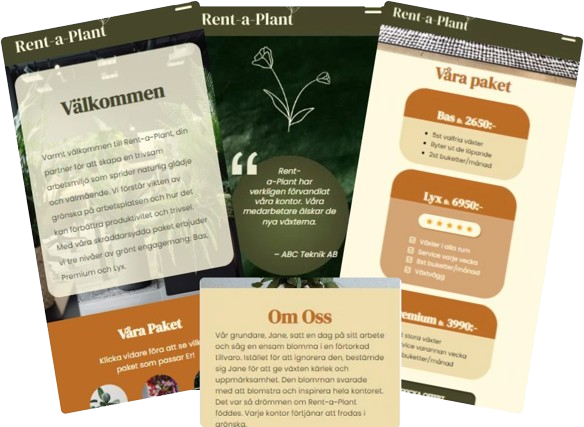 Rent-a-Plant
Välkommen
Varmt välkommen till Rent-a-Plant, din
partner för att skapa en trivsam
arbetsmiljö som sprider naturlig glädje
och välmående. Vi förstår vikten av
grönska på arbetsplatsen och hur det
kan förbättra produktivitet och trivsel.
Med våra skräddarsydda paket erbjuder
vi tre nivåer av grönt engagemang: Bas,
Premium och Lyx.
Våra Paket
Klicka vidare föra att se vilket
paket som passar Er!
Rent-a-Plant
“
Rent-
a-Plant har
verkligen förvandlat
våra kontor. Våra
medarbetare älskar de
nya växterna.
– ABC Teknik AB
Om Oss
Vår grundare, Jane, satt en dag på sitt arbete
och såg en ensam blomma i en förtorkad
tillvaro. Istället för att ignorera den, bestämde
sig Jane för att ge växten kärlek och
uppmärksamhet. Den blomman svarade
med att blomstra och inspirera hela kontoret.
Det var så drömmen om Rent-a-Plant
föddes. Varje kontor förtjänar att frodas i
grönska.
Rent-a-Plant
Våra paket
Bas fr. 2650:-
5st valfria växter
Byter ut de löpande
2st buketter/månad
Lyx fr. 6950:-
Växter i alla rum
Service varje vecka
8st buketter/månad
Växtvägg
emium fr. 3990:-
st stora växter
varannan vecka
buketter/månad